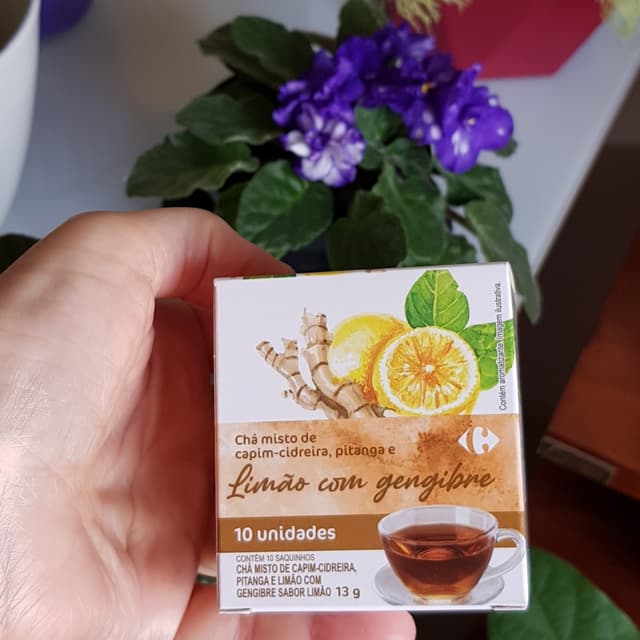 Contém aromatizante. Imagem ilustrativa.
Chá misto de
capim-cidreira, pitanga e
Limão com gengibre
10 unidades
CONTÉM 10 SAQUINHOS
CHÁ MISTO DE CAPIM-CIDREIRA,
PITANGA E LIMÃO COM
GENGIBRE SABOR LIMÃO 13 g